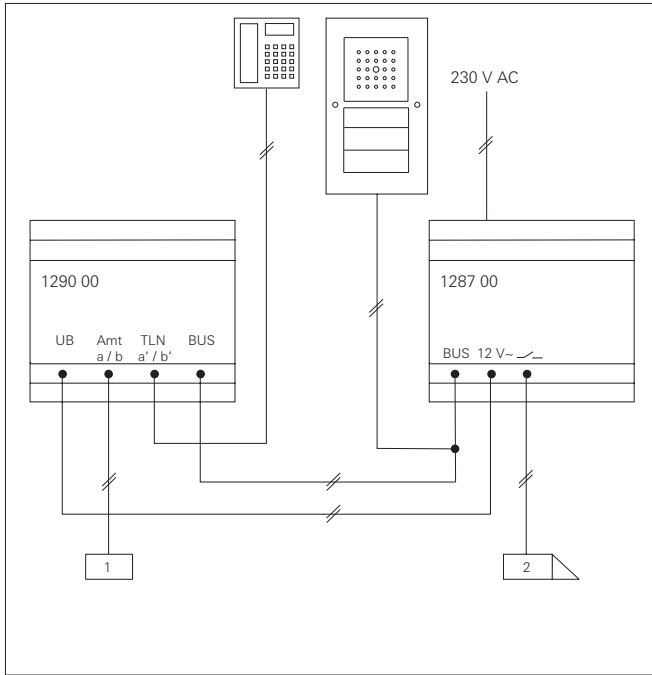 230 V AC
1290 00
1287 00
UB Amt TLN BUS
a / b a‘ / b‘
BUS 12 V~
1
2